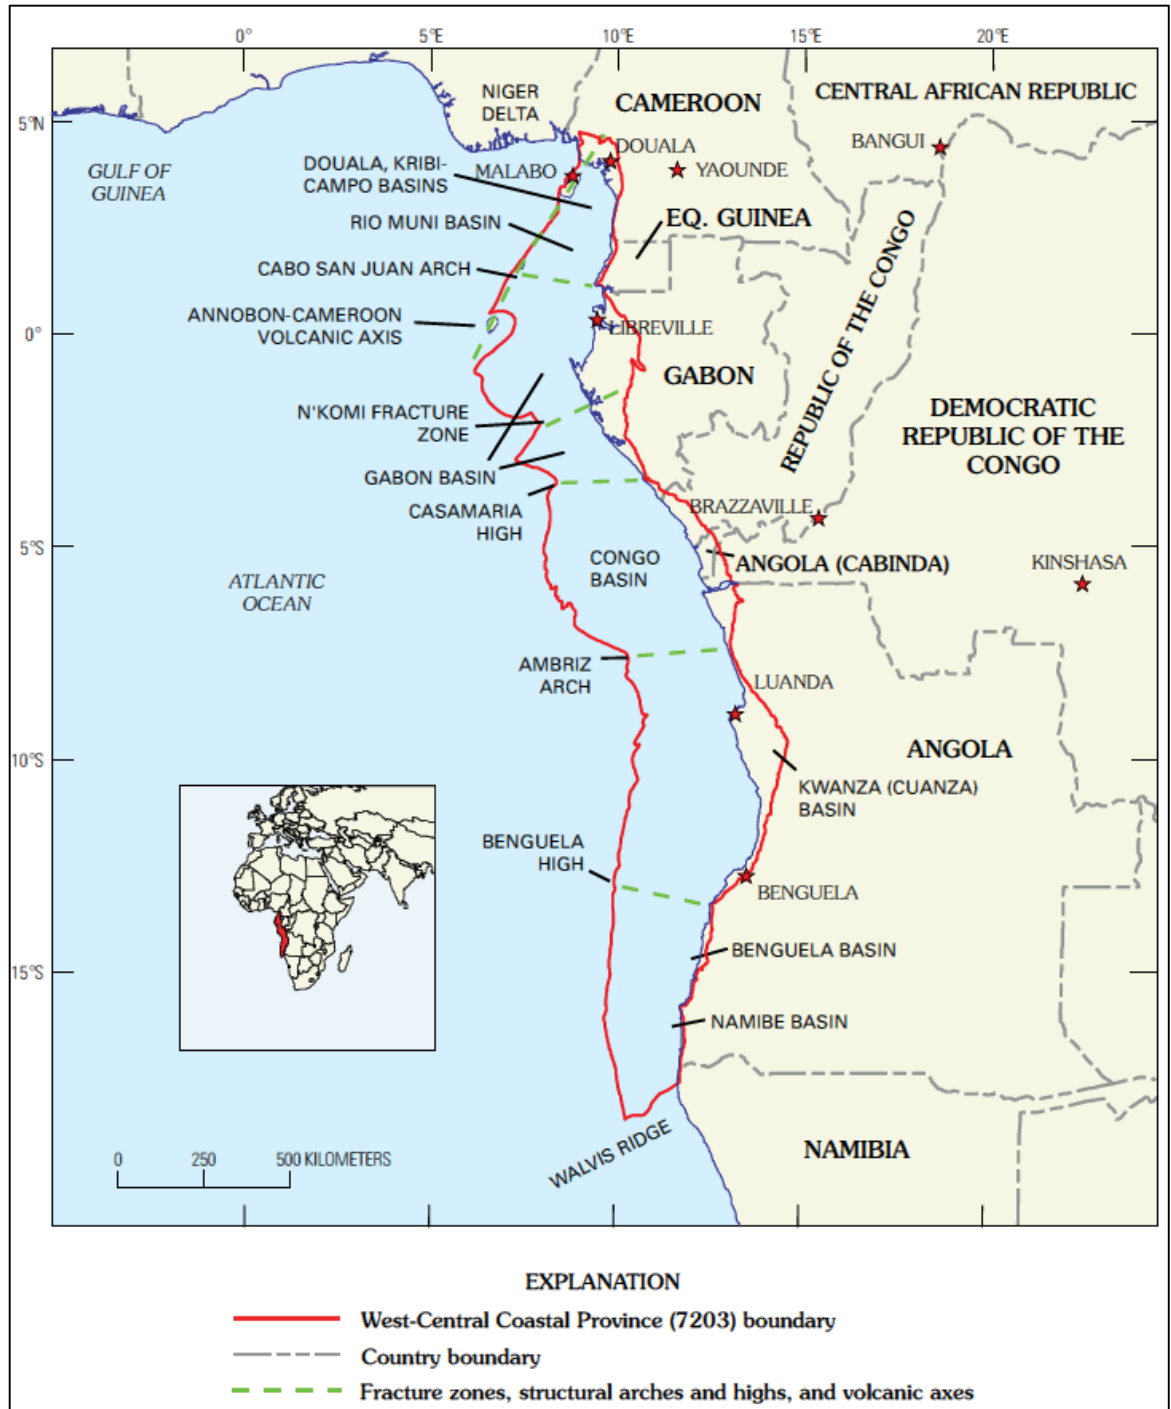 0°
5°E
10°E
15°E
20°E
5°N
0°
5°S
10°S
15°S
NIGER
DELTA
CAMEROON
CENTRAL AFRICAN REPUBLIC
BANGUI
GULF OF
GUINEA
DOUALA, KRIBI-
CAMPO BASINS
MALABO
DOUALA
YAOUNDE
RIO MUNI BASIN
EQ. GUINEA
CABO SAN JUAN ARCH
REPUBLIC OF THE CONGO
ANNOBON-CAMEROON
VOLCANIC AXIS
LIBREVILLE
GABON
N'KOMI FRACTURE
ZONE
DEMOCRATIC
REPUBLIC OF THE
CONGO
GABON BASIN
CASAMARIA
HIGH
BRAZZAVILLE
CONGO
BASIN
ANGOLA (CABINDA)
KINSHASA
ATLANTIC
OCEAN
AMBRIZ
ARCH
LUANDA
ANGOLA
KWANZA (CUANZA)
BASIN
BENGUELA
HIGH
BENGUELA
BENGUELA BASIN
NAMIBE BASIN
WALVIS RIDGE
NAMIBIA
0
250
500 KILOMETERS
EXPLANATION
West-Central Coastal Province (7203) boundary
Country boundary
Fracture zones, structural arches and highs, and volcanic axes